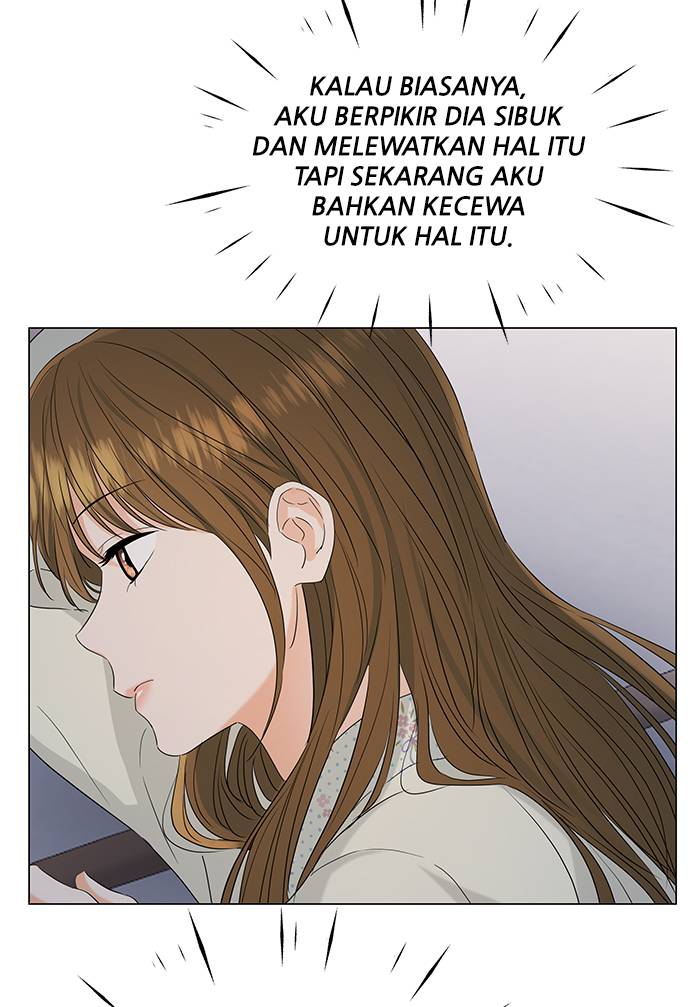 KALAU BIASANYA,
AKU BERPIKIR DIA SIBUK
DAN MELEWATKAN HAL ITU
TAPI SEKARANG AKU
BAHKAN KECEWA
UNTUK HAL ITU.